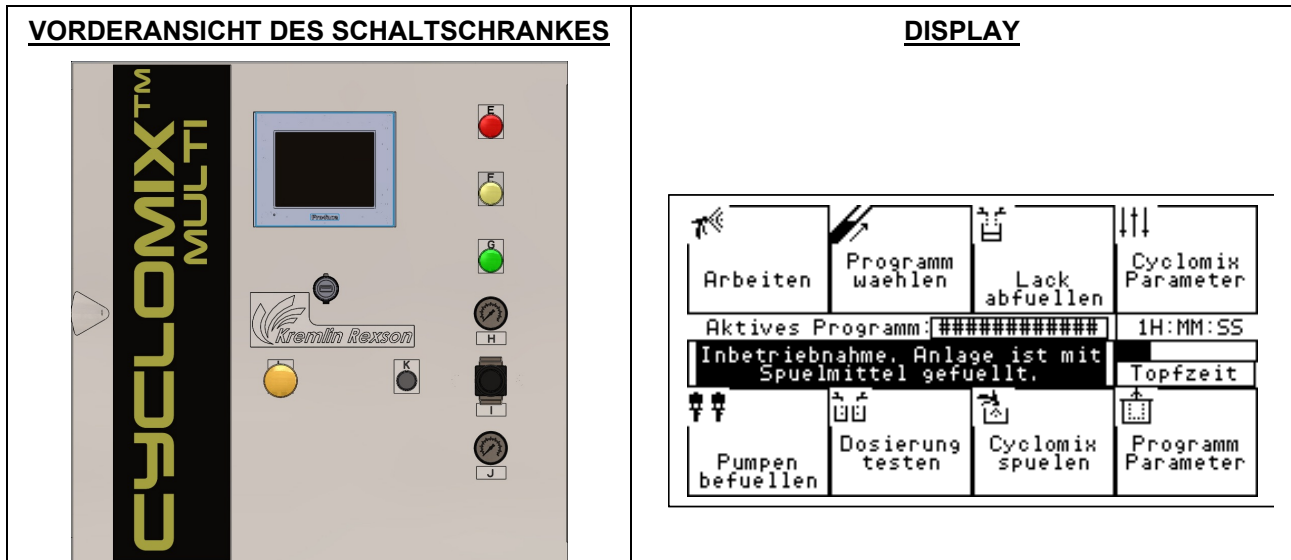 VORDERANSICHT DES SCHALTSCHRANKES
CYCLOMIX™
MULTI
E
F
G
Kremlin Rexson
H
K
I
J
DISPLAY
Arbeiten
Programm
waehlen
Lack
abfuellen
Cyclomix
Parameter
Aktives Programm: ############
1H:MM:SS
Inbetriebnahme. Anlage ist mit
Spuelmittel gefuellt.
Topfzeit
Pumpen
befuellen
Dosierung
testen
Cyclomix
spuelen
Programm
Parameter